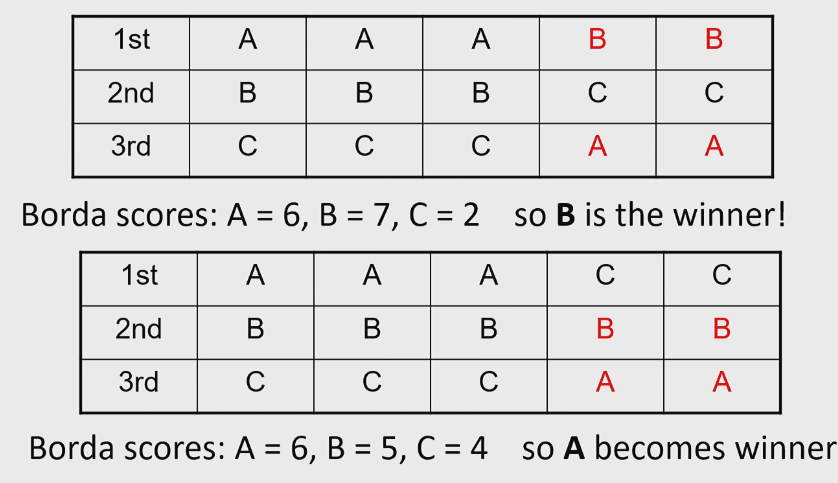 1st A A A B B
2nd B B B C C
3rd C C C A A
Borda scores: A = 6, B = 7, C = 2 so B is the winner!
1st A A A C C
2nd B B B B B
3rd C C C A A
Borda scores: A = 6, B = 5, C = 4 so A becomes winner